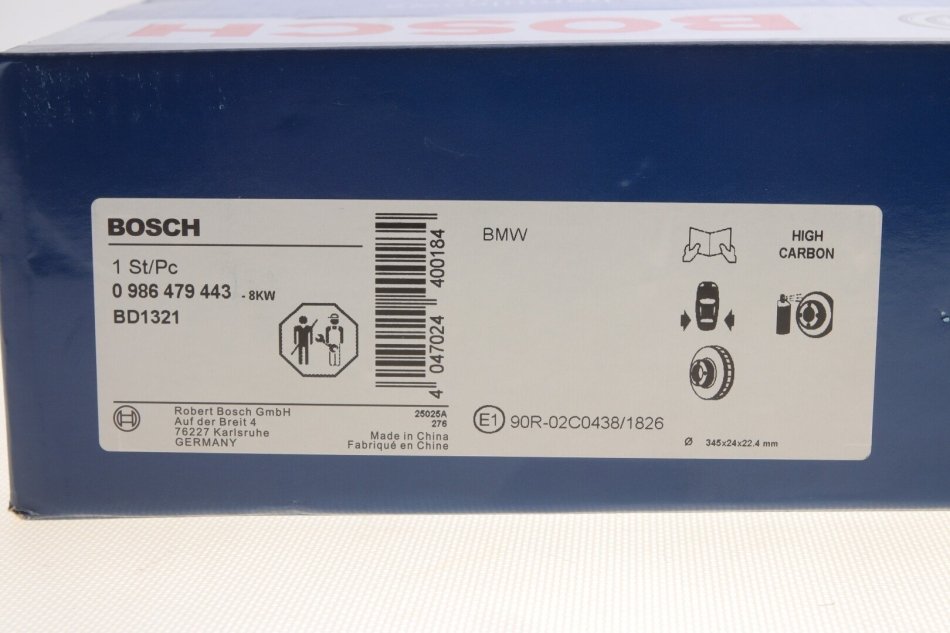 BOSCH
BOSCH
1 St/Pc
0 986 479 443 - 8KW
BD1321
4 047024 400184
Robert Bosch GmbH
Auf der Breit 4
76227 Karlsruhe
GERMANY
25025A
276
Made in China
Fabriqué en Chine
BMW
HIGH
CARBON
E1 90R-02C0438/1826
Ø 345x24x22.4 mm